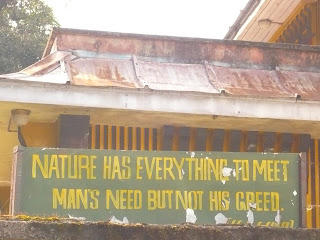 NATURE HAS EVERYTHING TO MEET
MAN'S NEED BUT NOT HIS GREED.